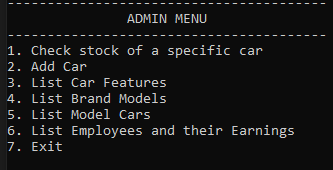 ----------------------------------------
ADMIN MENU
----------------------------------------
1. Check stock of a specific car
2. Add Car
3. List Car Features
4. List Brand Models
5. List Model Cars
6. List Employees and their Earnings
7. Exit